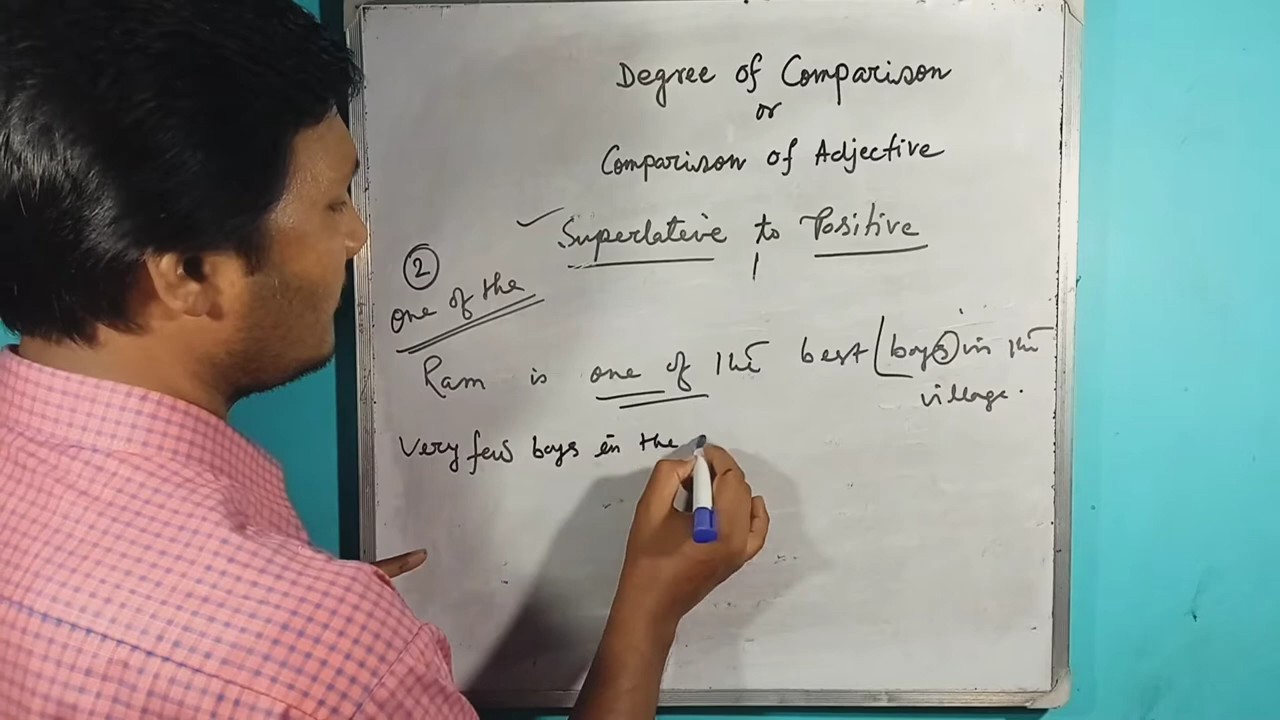 Degree of Comparison
or
Comparison of Adjective
Superlative to Positive
2
one of the
Ram is one of the best boys in the
village.
Very few boys in the